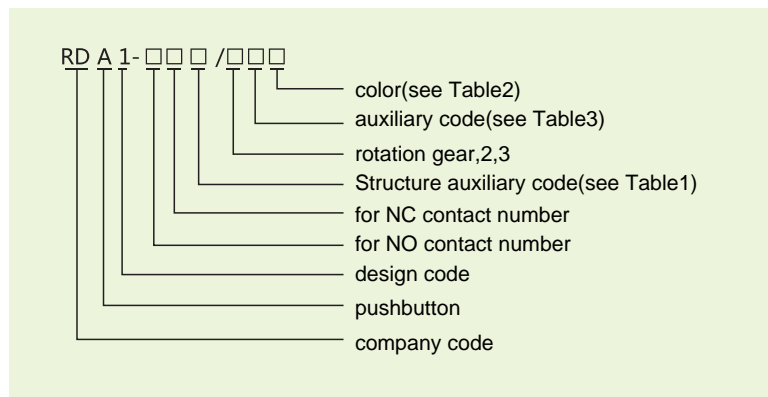 RD A 1-□□□/□□□
color(see Table2)
auxiliary code(see Table3)
rotation gear,2,3
Structure auxiliary code(see Table1)
for NC contact number
for NO contact number
design code
pushbutton
company code